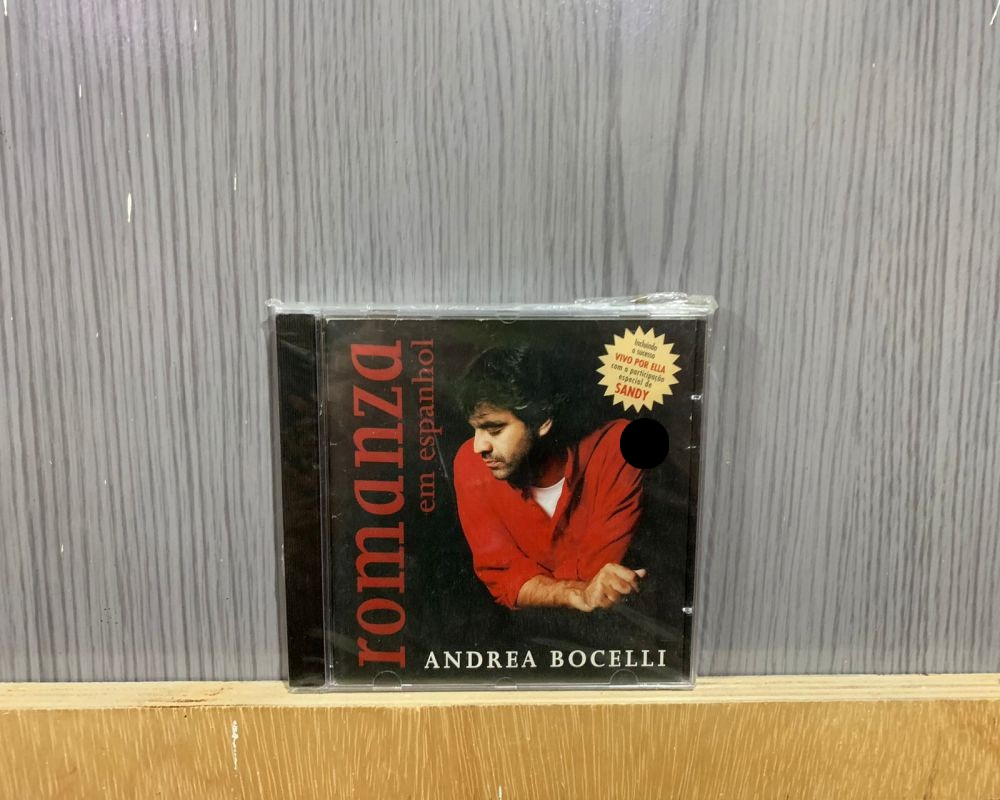 romanza
em espanhol
Incluindo
o sucesso
VIVO POR ELLA
com a participação
especial de
SANDY
ANDREA BOCELLI